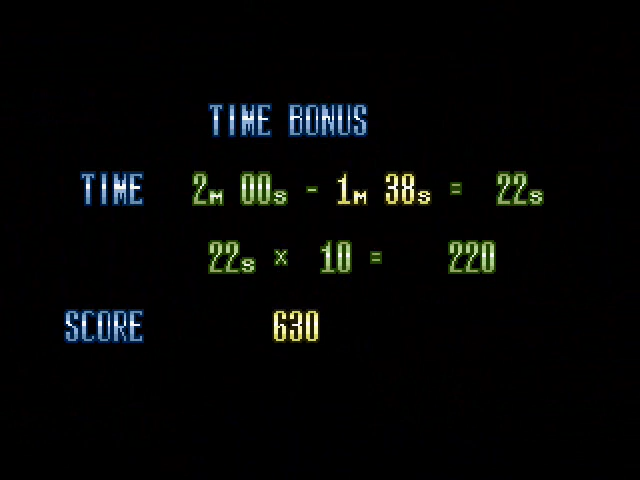 TIME BONUS
TIME 2M 00S - 1M 38S = 22S
22S × 10 = 220
SCORE 630